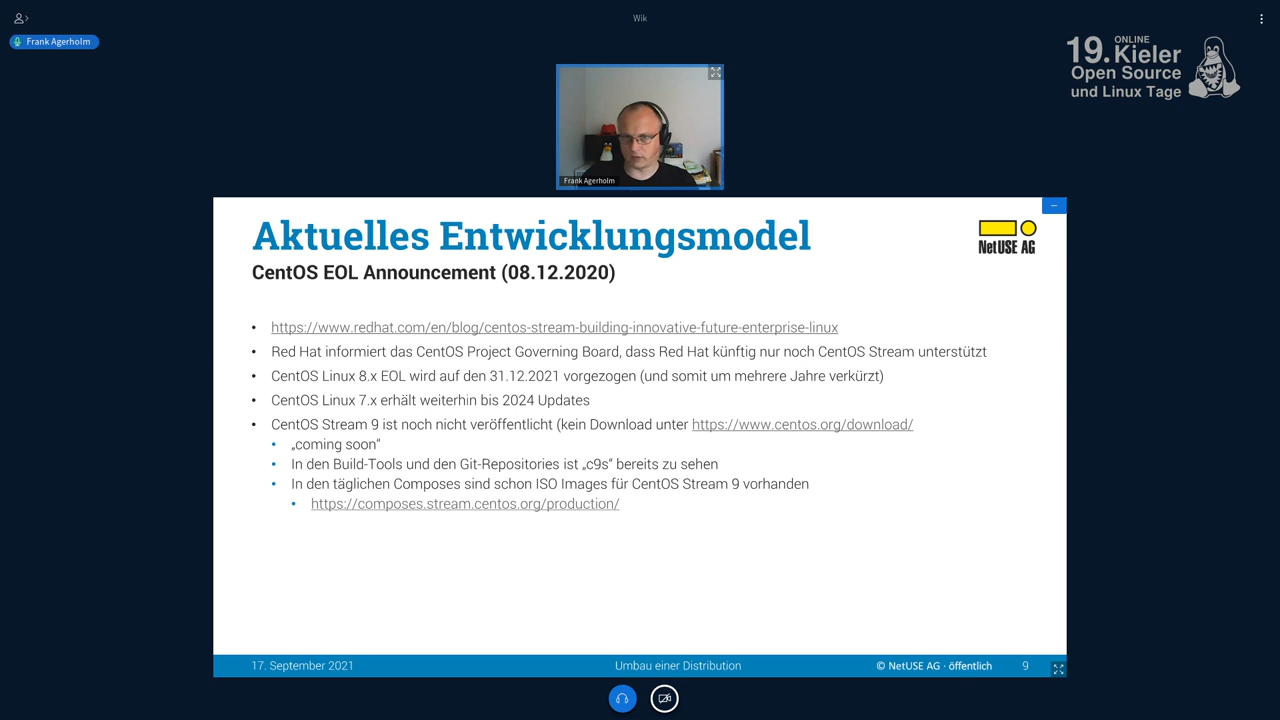 Wik
Frank Agerholm
19. ONLINE Kieler
Open Source
und Linux Tage
Frank Agerholm
Aktuelles Entwicklungsmodel
NetUSE AG
CentOS EOL Announcement (08.12.2020)
• https://www.redhat.com/en/blog/centos-stream-building-innovative-future-enterprise-linux
• Red Hat informiert das CentOS Project Governing Board, dass Red Hat künftig nur noch CentOS Stream unterstützt
• CentOS Linux 8.x EOL wird auf den 31.12.2021 vorgezogen (und somit um mehrere Jahre verkürzt)
• CentOS Linux 7.x erhält weiterhin bis 2024 Updates
• CentOS Stream 9 ist noch nicht veröffentlicht (kein Download unter https://www.centos.org/download/
• „coming soon“
• In den Build-Tools und den Git-Repositories ist „c9s“ bereits zu sehen
• In den täglichen Composes sind schon ISO Images für CentOS Stream 9 vorhanden
• https://composes.stream.centos.org/production/
17. September 2021 Umbau einer Distribution © NetUSE AG · öffentlich 9